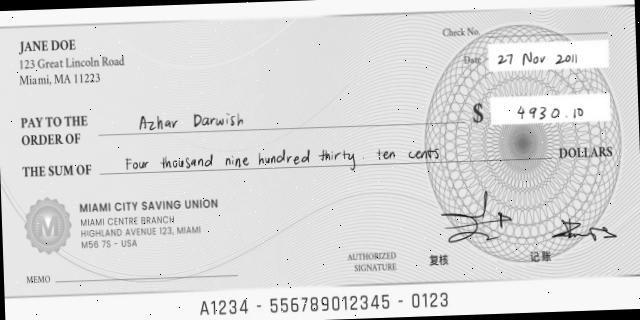 JANE DOE
123 Great Lincoln Road
Miami, MA 11223
Check No.
Date 27 Nov 2011
PAY TO THE
ORDER OF Azhar Darwish
$ 4930.10
THE SUM OF Four thousand nine hundred thirty ten cents DOLLARS
M
MIAMI CITY SAVING UNION
MIAMI CENTRE BRANCH
HIGHLAND AVENUE 123, MIAMI
M56 7S - USA
MEMO
AUTHORIZED
SIGNATURE
复核
记账
A1234 - 556789012345 - 0123